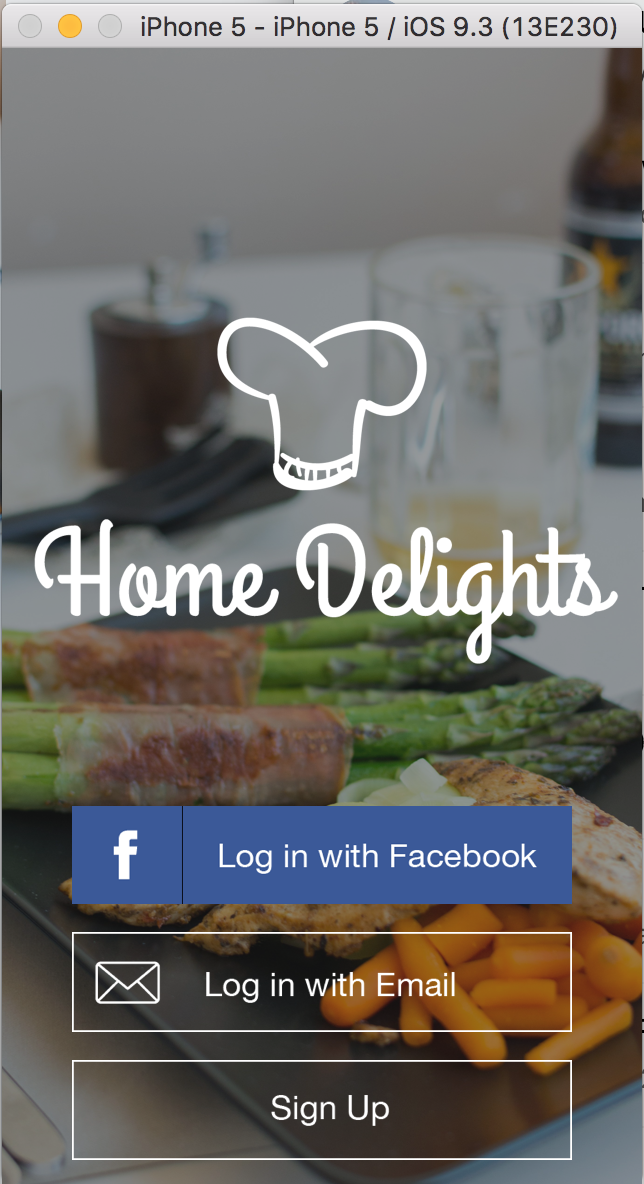 iPhone 5 - iPhone 5 / iOS 9.3 (13E230)
Home Delights
f
Log in with Facebook
Log in with Email
Sign Up